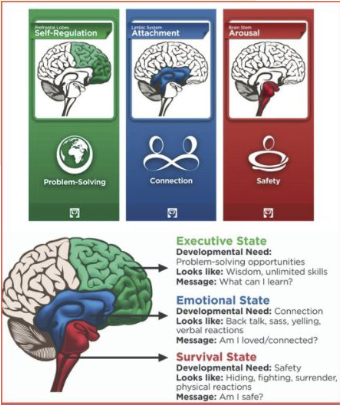 Prefrontal Lobes
Self-Regulation
Limbic System
Attachment
Brain Stem
Arousal
Problem-Solving
Connection
Safety
Executive State
Developmental Need:
Problem-solving opportunities
Looks like: Wisdom, unlimited skills
Message: What can I learn?
Emotional State
Developmental Need: Connection
Looks like: Back talk, sass, yelling,
verbal reactions
Message: Am I loved/connected?
Survival State
Developmental Need: Safety
Looks like: Hiding, fighting, surrender,
physical reactions
Message: Am I safe?